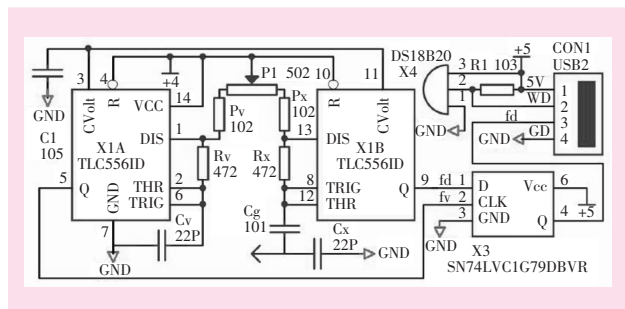 DS18B20
X4
R1 103
+5
CON1
USB2
3
4
+4
P1 502
10
11
3
2
1
5V
WD
fd
GD
1
2
3
4
GND
GND
GND
C1
105
CVolt
R
VCC
14
DIS
1
X1A
TLC556ID
THR
2
TRIG
6
5
Q
GND
7
GND
Pv
102
Rv
472
Cv
22P
Px
102
Rx
472
13
8
12
Cg
101
Cx
22P
GND
R
CVolt
DIS
X1B
TLC556ID
TRIG
THR
Q
9
fd
fv
1
2
3
D
CLK
GND
Vcc
Q
6
4
+5
GND
X3
SN74LVC1G79DBVR